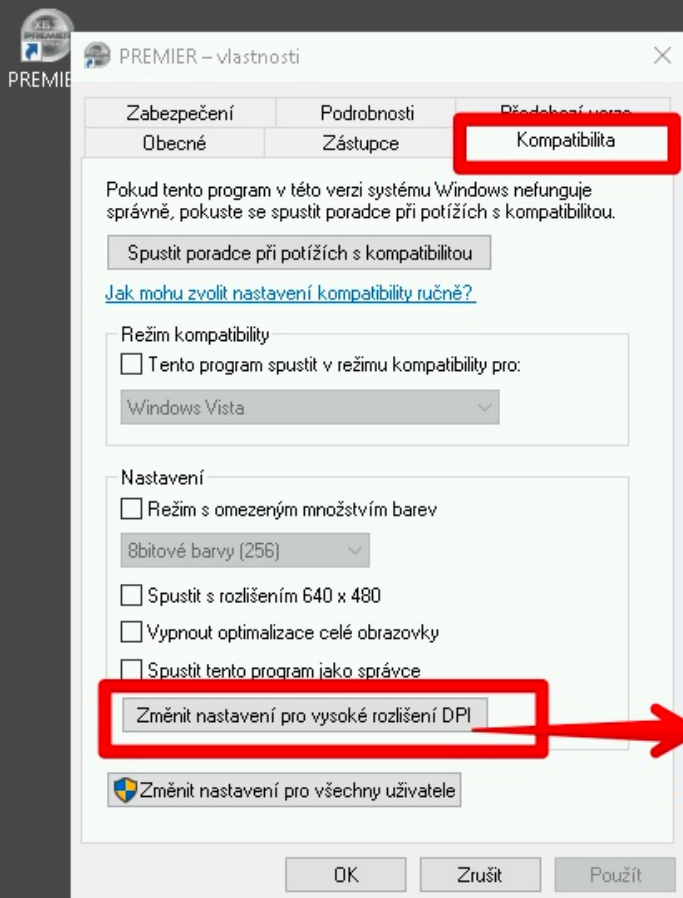 X6.3
PREMIER
PREMIE
PREMIER – vlastnosti
Zabezpečení
Podrobnosti
Předchozí verze
Obecné
Zástupce
Kompatibilita
Pokud tento program v této verzi systému Windows nefunguje
správně, pokuste se spustit poradce při potížích s kompatibilitou.
Spustit poradce při potížích s kompatibilitou
Jak mohu zvolit nastavení kompatibility ručně?
Režim kompatibility
Tento program spustit v režimu kompatibility pro:
Windows Vista
Nastavení
Režim s omezeným množstvím barev
8bitové barvy (256)
Spustit s rozlišením 640 x 480
Vypnout optimalizace celé obrazovky
Spustit tento program jako správce
Změnit nastavení pro vysoké rozlišení DPI
Změnit nastavení pro všechny uživatele
OK
Zrušit
Použít